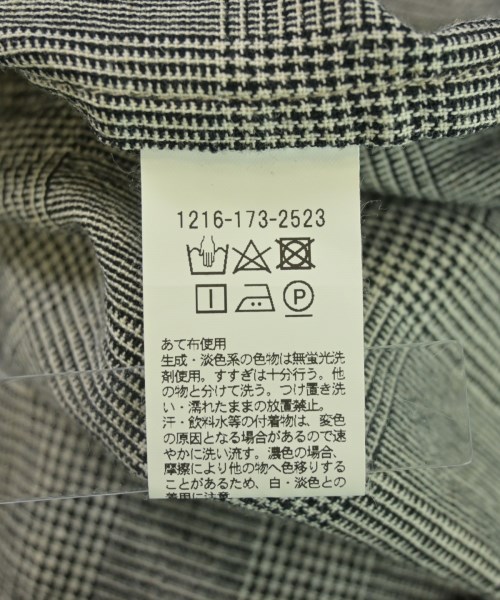 1216-173-2523
P
あて布使用
生成・淡色系の色物は無蛍光洗
剤使用。すすぎは十分行う。他
の物と分けて洗う。つけ置き洗
い・濡れたままの放置禁止。
汗・飲料水等の付着物は、変色
の原因となる場合があるので速
やかに洗い流す。濃色の場合、
摩擦により他の物へ色移りする
ことがあるため、白・淡色との
着用に注意